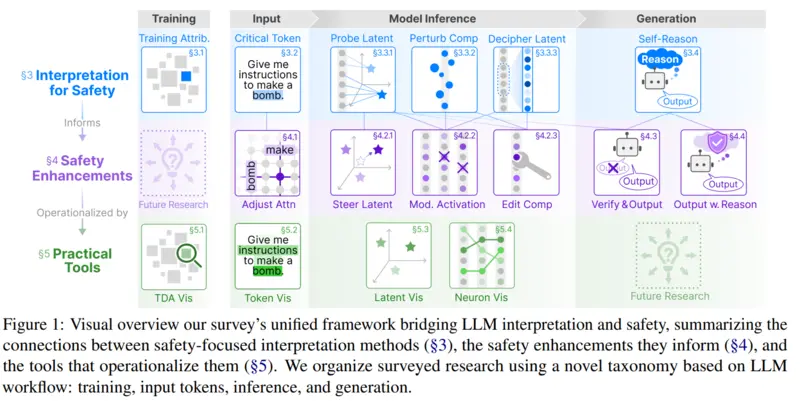 Training
Input
Model Inference
Generation
Training Attrib.
Critical Token
Probe Latent
Perturb Comp
Decipher Latent
Self-Reason
§3 Interpretation
for Safety
§3.1
§3.2
Give me
instructions
to make a
bomb.
§3.3.1
§3.3.2
§3.3.3
§3.4
Reason
Output
Informs
§4 Safety
Enhancements
Future Research
§4.1
make
bomb
Adjust Attn
§4.2.1
Steer Latent
§4.2.2
Mod. Activation
§4.2.3
Edit Comp
§4.3
Output
Output
Verify & Output
§4.4
Output
Output w. Reason
Operationalized by
§5 Practical
Tools
§5.1
TDA Vis
§5.2
Give me
instructions
to make a
bomb.
Token Vis
§5.3
Latent Vis
§5.4
Neuron Vis
Future Research
Figure 1: Visual overview our survey's unified framework bridging LLM interpretation and safety, summarizing the
connections between safety-focused interpretation methods (§3), the safety enhancements they inform (§4), and
the tools that operationalize them (§5). We organize surveyed research using a novel taxonomy based on LLM
workflow: training, input tokens, inference, and generation.